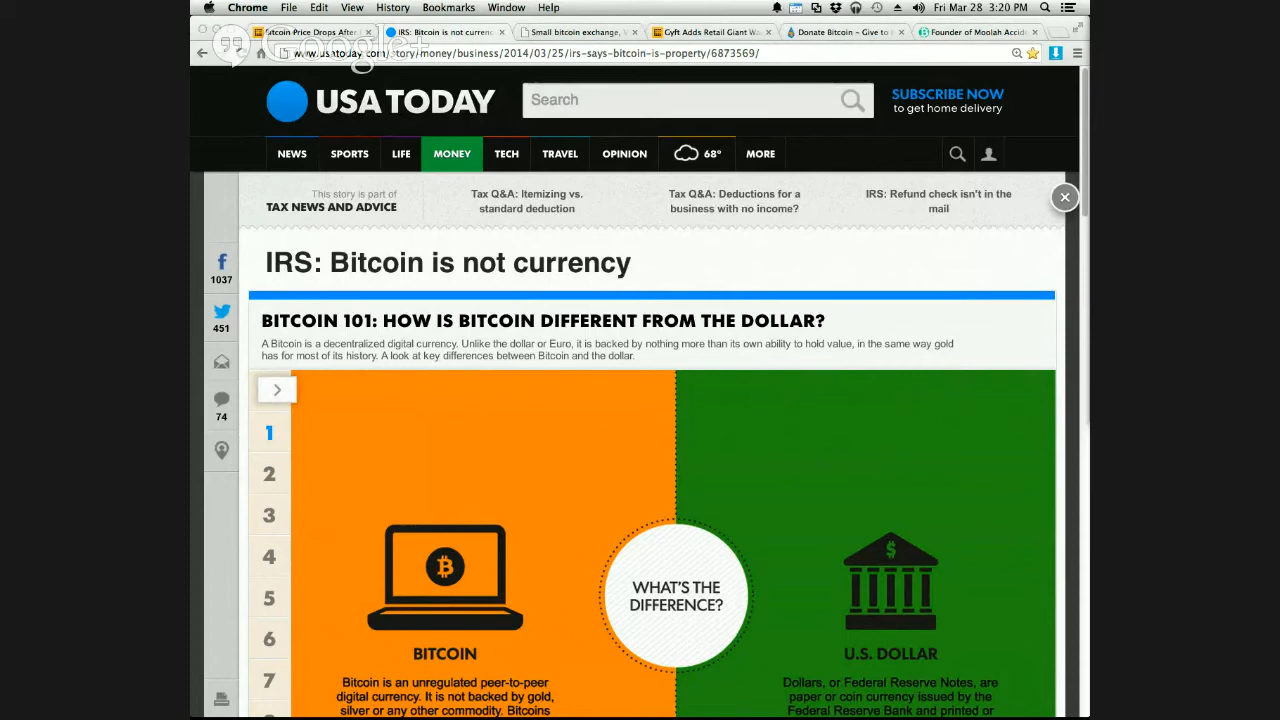 Chrome File Edit View History Bookmarks Window Help Fri Mar 28 3:20 PM
Bitcoin Price Drops After IRS: Bitcoin is not currenc Small bitcoin exchange, Gyft Adds Retail Giant Wa Donate Bitcoin – Give to Founder of Moolah Accid
Google+
www.usatoday.com/story/money/business/2014/03/25/irs-says-bitcoin-is-property/6873569/
USA TODAY
Search
SUBSCRIBE NOW
to get home delivery
NEWS SPORTS LIFE MONEY TECH TRAVEL OPINION 68° MORE
This story is part of
TAX NEWS AND ADVICE
Tax Q&A: Itemizing vs.
standard deduction
Tax Q&A: Deductions for a
business with no income?
IRS: Refund check isn't in the
mail
IRS: Bitcoin is not currency
1037
451
74
BITCOIN 101: HOW IS BITCOIN DIFFERENT FROM THE DOLLAR?
A Bitcoin is a decentralized digital currency. Unlike the dollar or Euro, it is backed by nothing more than its own ability to hold value, in the same way gold
has for most of its history. A look at key differences between Bitcoin and the dollar.
1
2
3
4
5
6
7
WHAT'S THE
DIFFERENCE?
BITCOIN
Bitcoin is an unregulated peer-to-peer
digital currency. It is not backed by gold,
silver or any other commodity. Bitcoins
$
U.S. DOLLAR
Dollars, or Federal Reserve Notes, are
paper or coin currency issued by the
Federal Reserve Bank and printed or